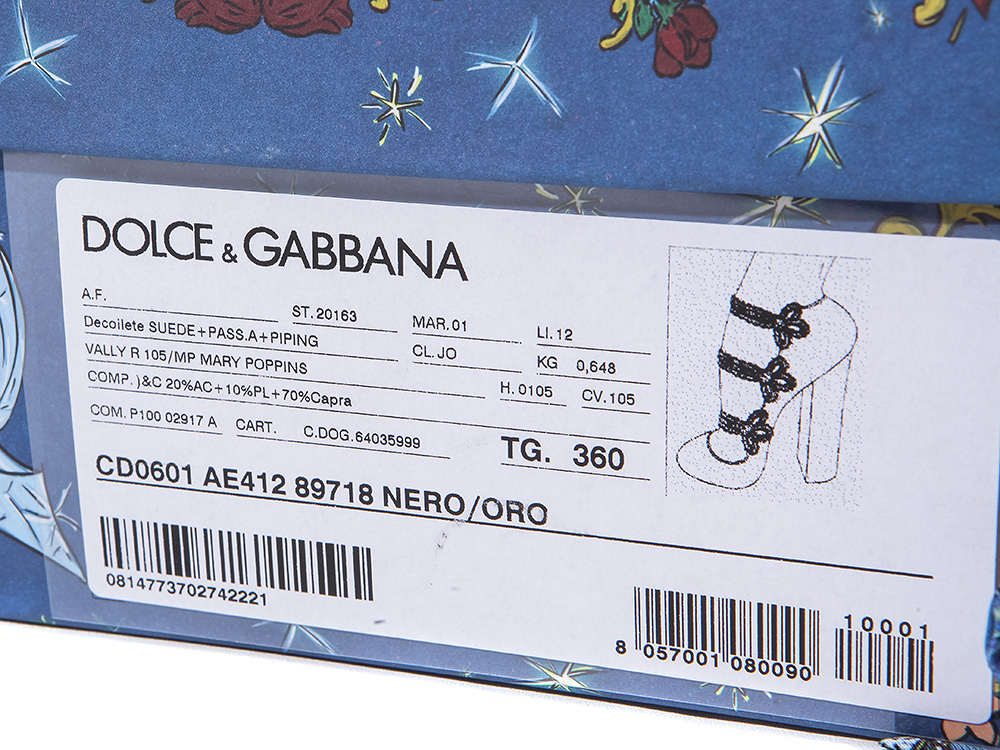 DOLCE & GABBANA
A.F. ST. 20163 MAR. 01 LI. 12
Decoilete SUEDE+PASS.A+PIPING CL. JO KG 0,648
VALLY R 105/MP MARY POPPINS H. 0105 CV. 105
COMP. )&C 20%AC+10%PL+70%Capra
COM. P100 02917 A CART. C.DOG. 64035999 TG. 360
CD0601 AE412 89718 NERO/ORO
0814773702742221
8 057001 080090
10001